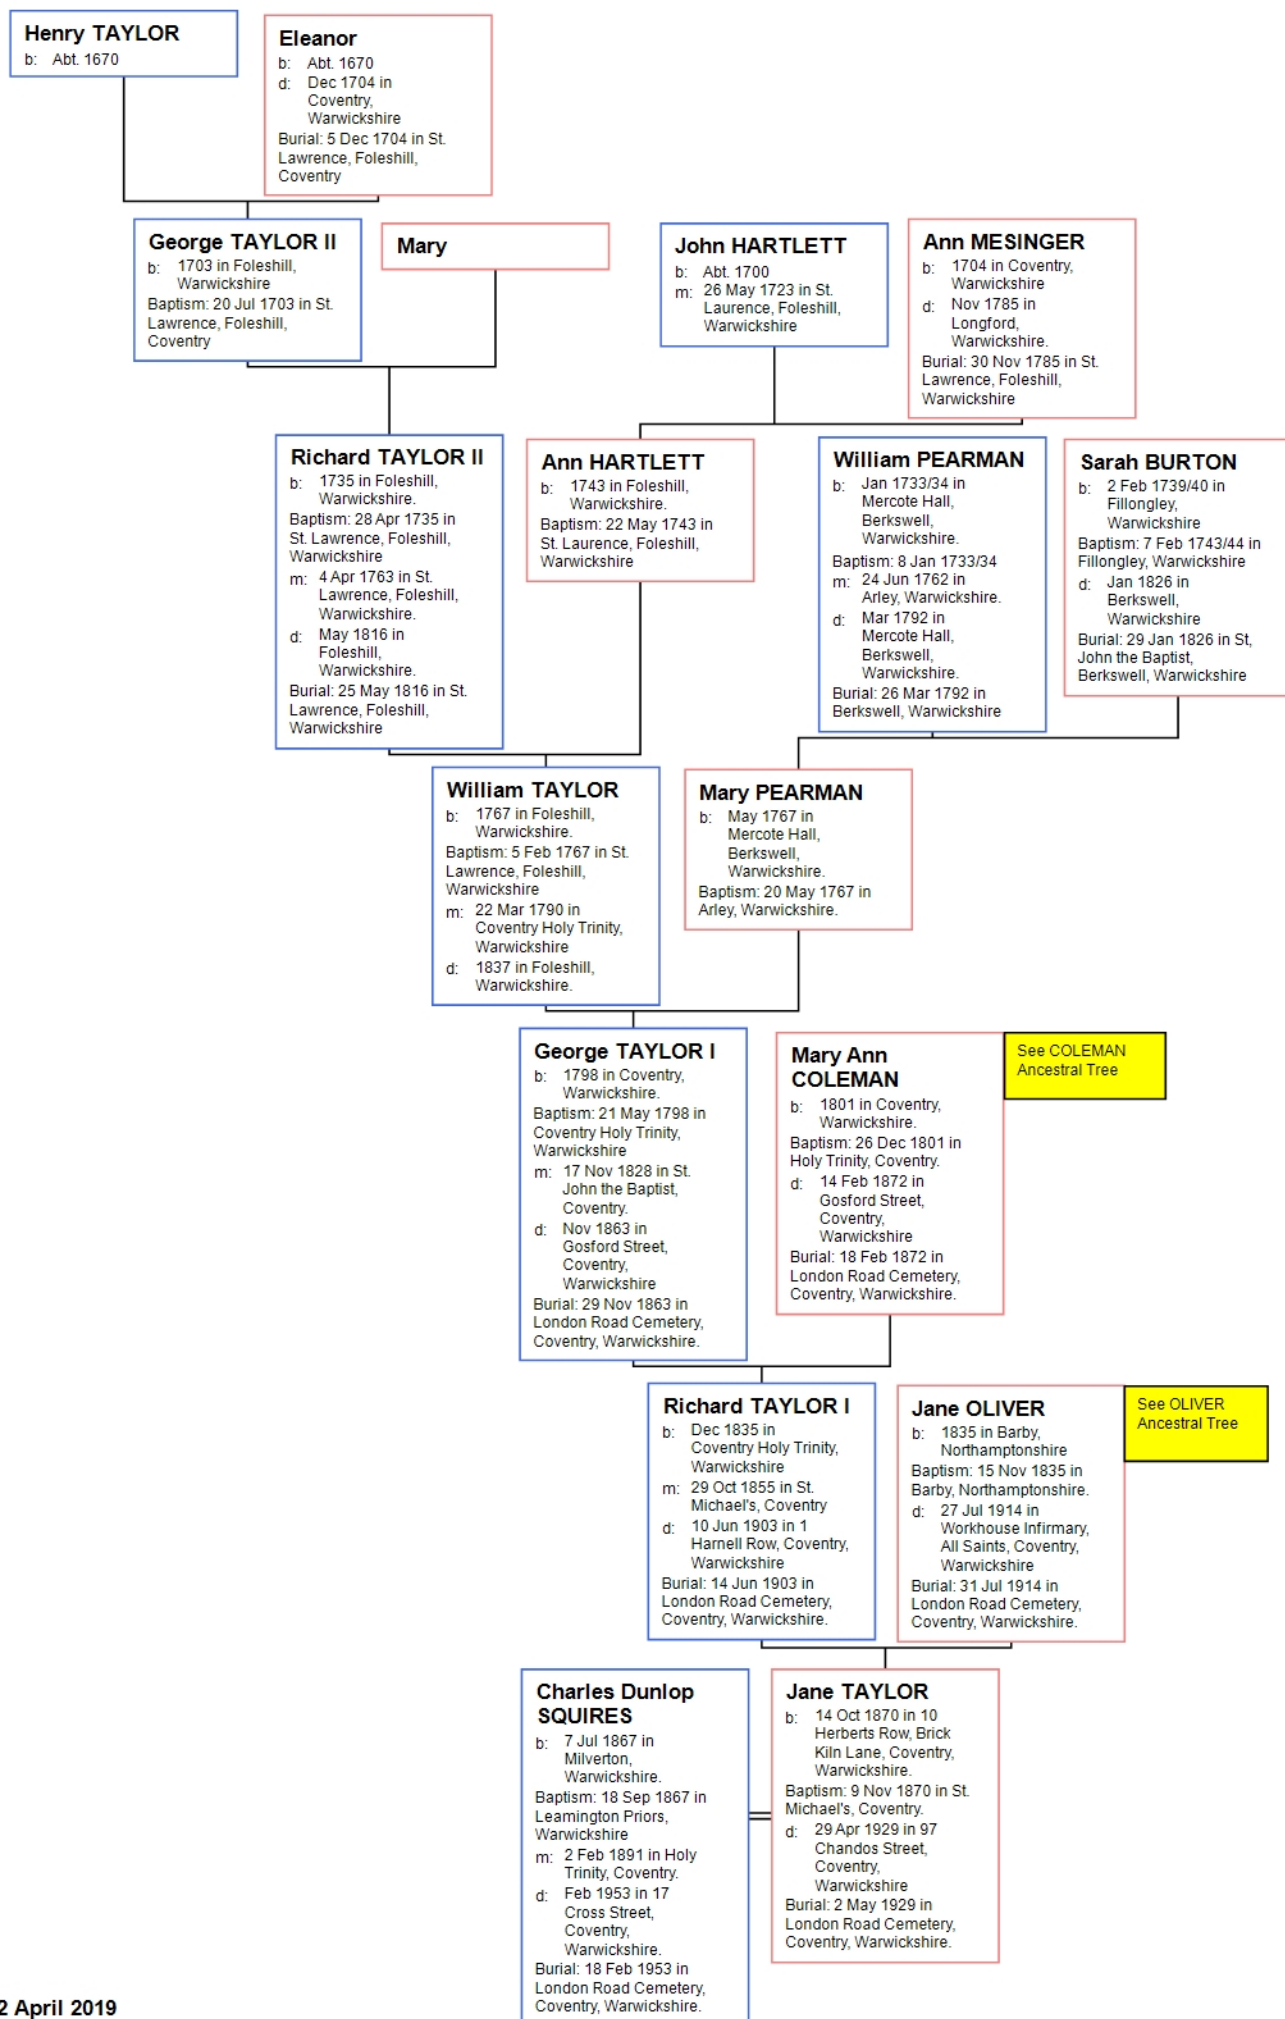 Henry TAYLOR
b: Abt. 1670
Eleanor
b: Abt. 1670
d: Dec 1704 in
Coventry,
Warwickshire
Burial: 5 Dec 1704 in St.
Lawrence, Foleshill,
Coventry
George TAYLOR II
b: 1703 in Foleshill,
Warwickshire
Baptism: 20 Jul 1703 in St.
Lawrence, Foleshill,
Coventry
Mary
John HARTLETT
b: Abt. 1700
m: 26 May 1723 in St.
Laurence, Foleshill,
Warwickshire
Ann MESINGER
b: 1704 in Coventry,
Warwickshire
d: Nov 1785 in
Longford,
Warwickshire.
Burial: 30 Nov 1785 in St.
Lawrence, Foleshill,
Warwickshire
Richard TAYLOR II
b: 1735 in Foleshill,
Warwickshire.
Baptism: 28 Apr 1735 in
St. Lawrence, Foleshill,
Warwickshire
m: 4 Apr 1763 in St.
Lawrence, Foleshill,
Warwickshire.
d: May 1816 in
Foleshill,
Warwickshire.
Burial: 25 May 1816 in St.
Lawrence, Foleshill,
Warwickshire
Ann HARTLETT
b: 1743 in Foleshill,
Warwickshire.
Baptism: 22 May 1743 in
St. Laurence, Foleshill,
Warwickshire
William PEARMAN
b: Jan 1733/34 in
Mercote Hall,
Berkswell,
Warwickshire.
Baptism: 8 Jan 1733/34
m: 24 Jun 1762 in
Arley, Warwickshire.
d: Mar 1792 in
Mercote Hall,
Berkswell,
Warwickshire.
Burial: 26 Mar 1792 in
Berkswell, Warwickshire
Sarah BURTON
b: 2 Feb 1739/40 in
Fillongley,
Warwickshire
Baptism: 7 Feb 1743/44 in
Fillongley, Warwickshire
d: Jan 1826 in
Berkswell,
Warwickshire
Burial: 29 Jan 1826 in St,
John the Baptist,
Berkswell, Warwickshire
William TAYLOR
b: 1767 in Foleshill,
Warwickshire.
Baptism: 5 Feb 1767 in St.
Lawrence, Foleshill,
Warwickshire
m: 22 Mar 1790 in
Coventry Holy Trinity,
Warwickshire
d: 1837 in Foleshill,
Warwickshire.
Mary PEARMAN
b: May 1767 in
Mercote Hall,
Berkswell,
Warwickshire.
Baptism: 20 May 1767 in
Arley, Warwickshire.
George TAYLOR I
b: 1798 in Coventry,
Warwickshire.
Baptism: 21 May 1798 in
Coventry Holy Trinity,
Warwickshire
m: 17 Nov 1828 in St.
John the Baptist,
Coventry.
d: Nov 1863 in
Gosford Street,
Coventry,
Warwickshire
Burial: 29 Nov 1863 in
London Road Cemetery,
Coventry, Warwickshire.
Mary Ann
COLEMAN
b: 1801 in Coventry,
Warwickshire.
Baptism: 26 Dec 1801 in
Holy Trinity, Coventry.
d: 14 Feb 1872 in
Gosford Street,
Coventry,
Warwickshire
Burial: 18 Feb 1872 in
London Road Cemetery,
Coventry, Warwickshire.
See COLEMAN
Ancestral Tree
Richard TAYLOR I
b: Dec 1835 in
Coventry Holy Trinity,
Warwickshire
m: 29 Oct 1855 in St.
Michael's, Coventry
d: 10 Jun 1903 in 1
Harnell Row, Coventry,
Warwickshire
Burial: 14 Jun 1903 in
London Road Cemetery,
Coventry, Warwickshire.
Jane OLIVER
b: 1835 in Barby,
Northamptonshire
Baptism: 15 Nov 1835 in
Barby, Northamptonshire.
d: 27 Jul 1914 in
Workhouse Infirmary,
All Saints, Coventry,
Warwickshire
Burial: 31 Jul 1914 in
London Road Cemetery,
Coventry, Warwickshire.
See OLIVER
Ancestral Tree
Charles Dunlop
SQUIRES
b: 7 Jul 1867 in
Milverton,
Warwickshire.
Baptism: 18 Sep 1867 in
Leamington Priors,
Warwickshire
m: 2 Feb 1891 in Holy
Trinity, Coventry.
d: Feb 1953 in 17
Cross Street,
Coventry,
Warwickshire.
Burial: 18 Feb 1953 in
London Road Cemetery,
Coventry, Warwickshire.
Jane TAYLOR
b: 14 Oct 1870 in 10
Herberts Row, Brick
Kiln Lane, Coventry,
Warwickshire.
Baptism: 9 Nov 1870 in St.
Michael's, Coventry.
d: 29 Apr 1929 in 97
Chandos Street,
Coventry,
Warwickshire
Burial: 2 May 1929 in
London Road Cemetery,
Coventry, Warwickshire.
2 April 2019